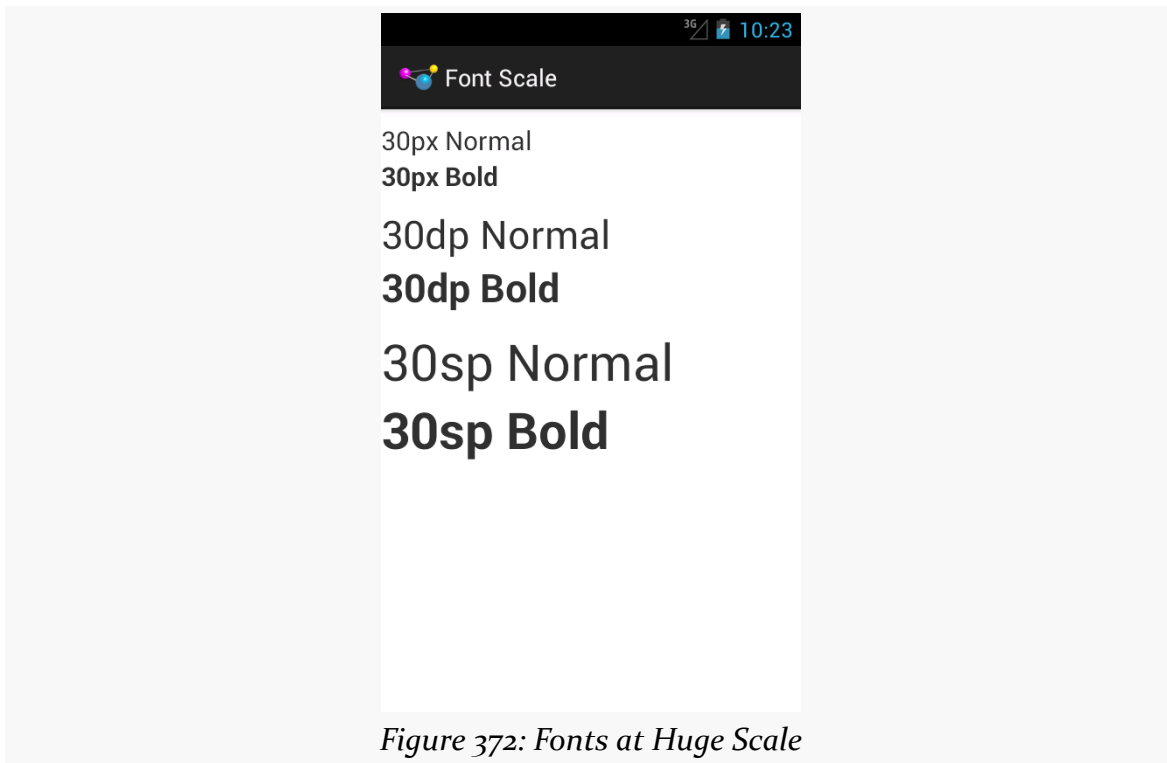 3G 10:23
Font Scale
30px Normal
30px Bold
30dp Normal
30dp Bold
30sp Normal
30sp Bold
Figure 372: Fonts at Huge Scale